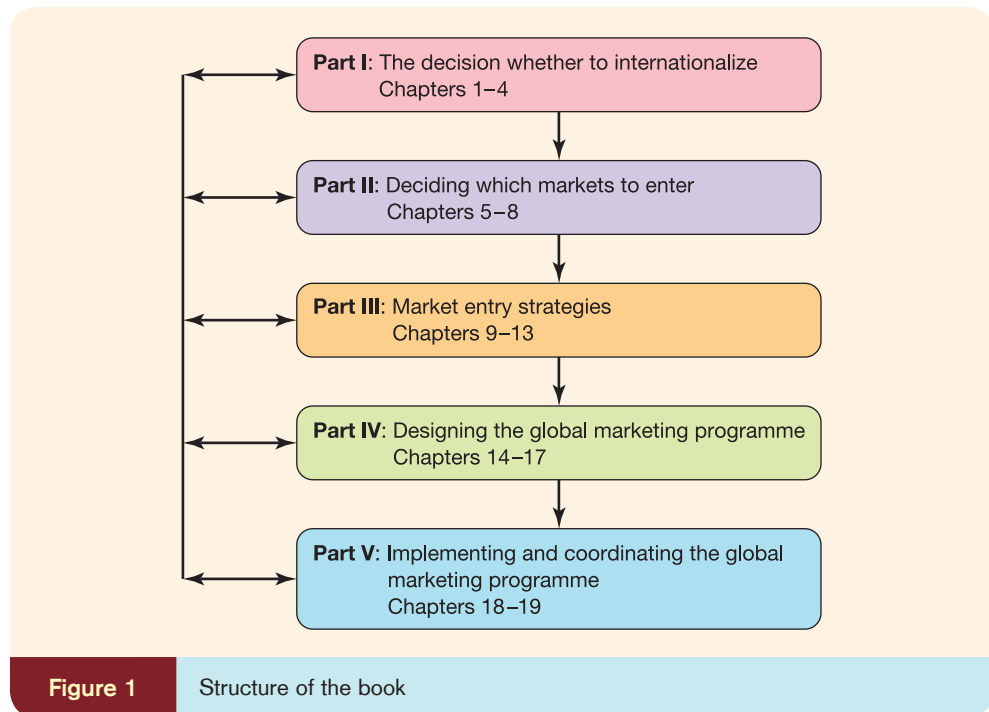 Part I: The decision whether to internationalize
Chapters 1–4
Part II: Deciding which markets to enter
Chapters 5–8
Part III: Market entry strategies
Chapters 9–13
Part IV: Designing the global marketing programme
Chapters 14–17
Part V: Implementing and coordinating the global
marketing programme
Chapters 18–19
Figure 1 Structure of the book